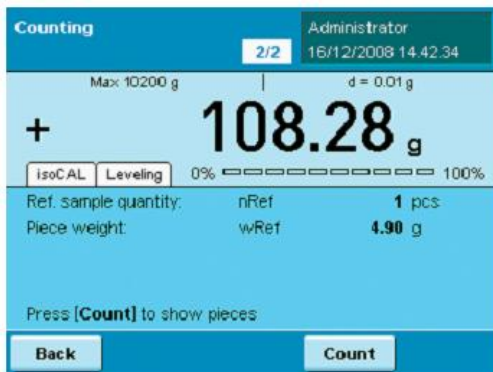 Counting Administrator
2/2 16/12/2008 14.42.34
Max 10200 g d = 0.01 g
+ 108.28 g
isoCAL Leveling 0% 100%
Ref. sample quantity: nRef 1 pcs
Piece weight: wRef 4.90 g
Press [Count] to show pieces
Back Count